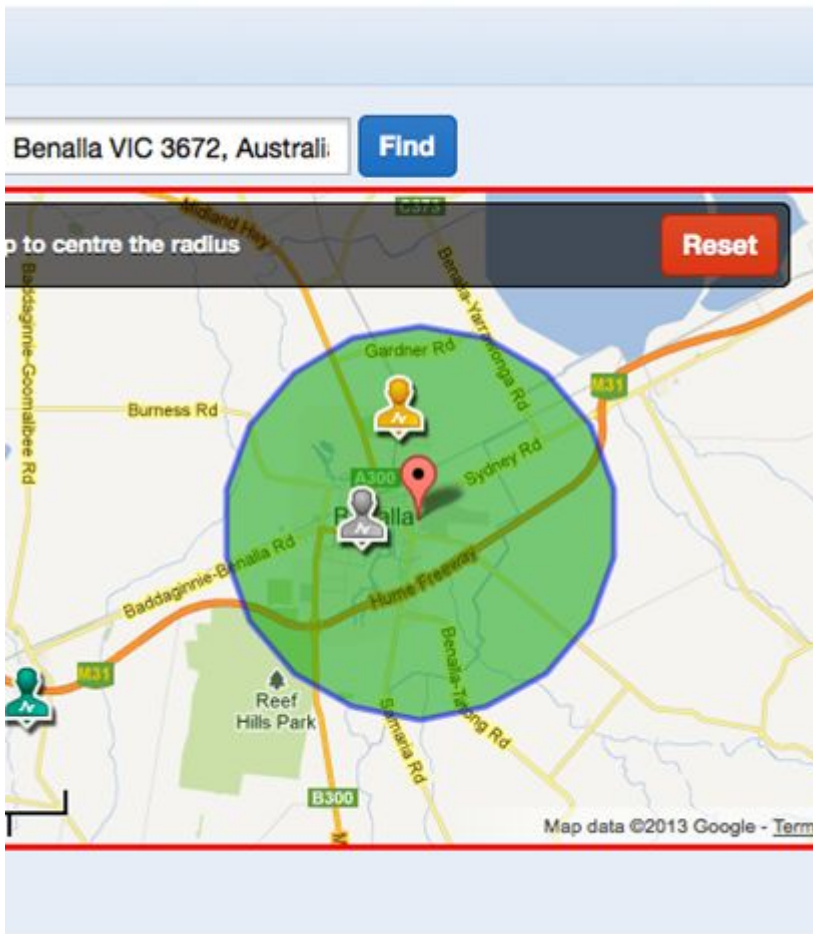 Benalla VIC 3672, Australi
Find
Midland Hwy
C373
p to centre the radius
Reset
Baddaginnie-Goomalibee Rd
Benalla-Yarrawonga Rd
Gardner Rd
M31
Burness Rd
Sydney Rd
A300
B alla
Baddaginnie-Benalla Rd
Hume Freeway
M31
Benalla-Tatong Rd
Reef
Hills Park
Samaria Rd
B300
M
Map data ©2013 Google - Term